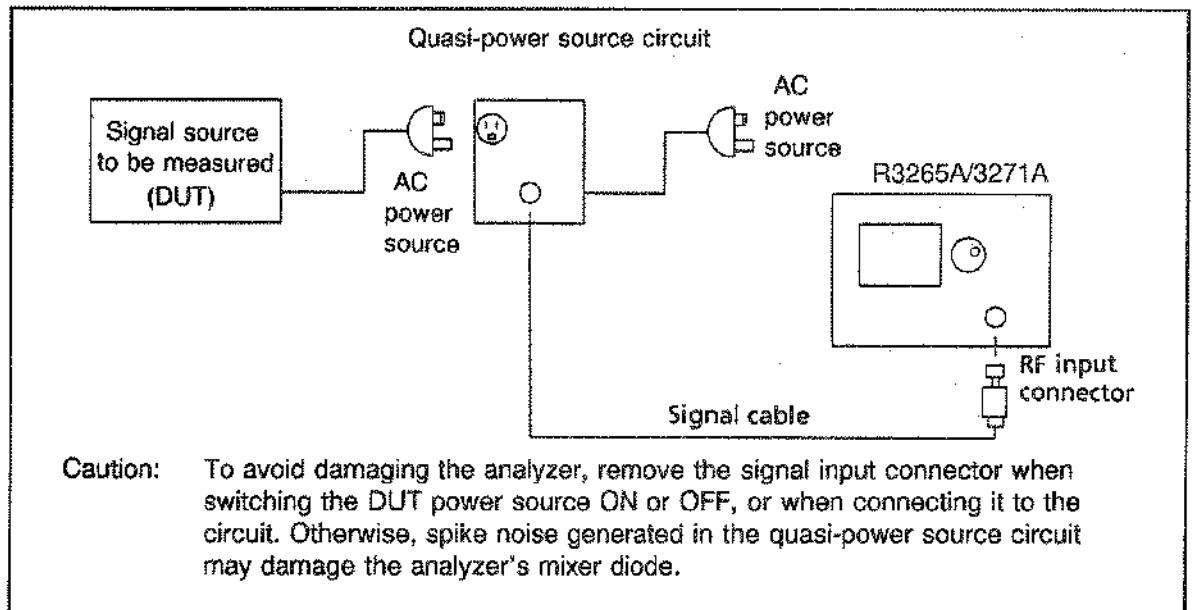 Quasi-power source circuit
Signal source
to be measured
(DUT)
AC
power
source
AC
power
source
R3265A/3271A
RF input
connector
Signal cable
Caution: To avoid damaging the analyzer, remove the signal input connector when
switching the DUT power source ON or OFF, or when connecting it to the
circuit. Otherwise, spike noise generated in the quasi-power source circuit
may damage the analyzer's mixer diode.